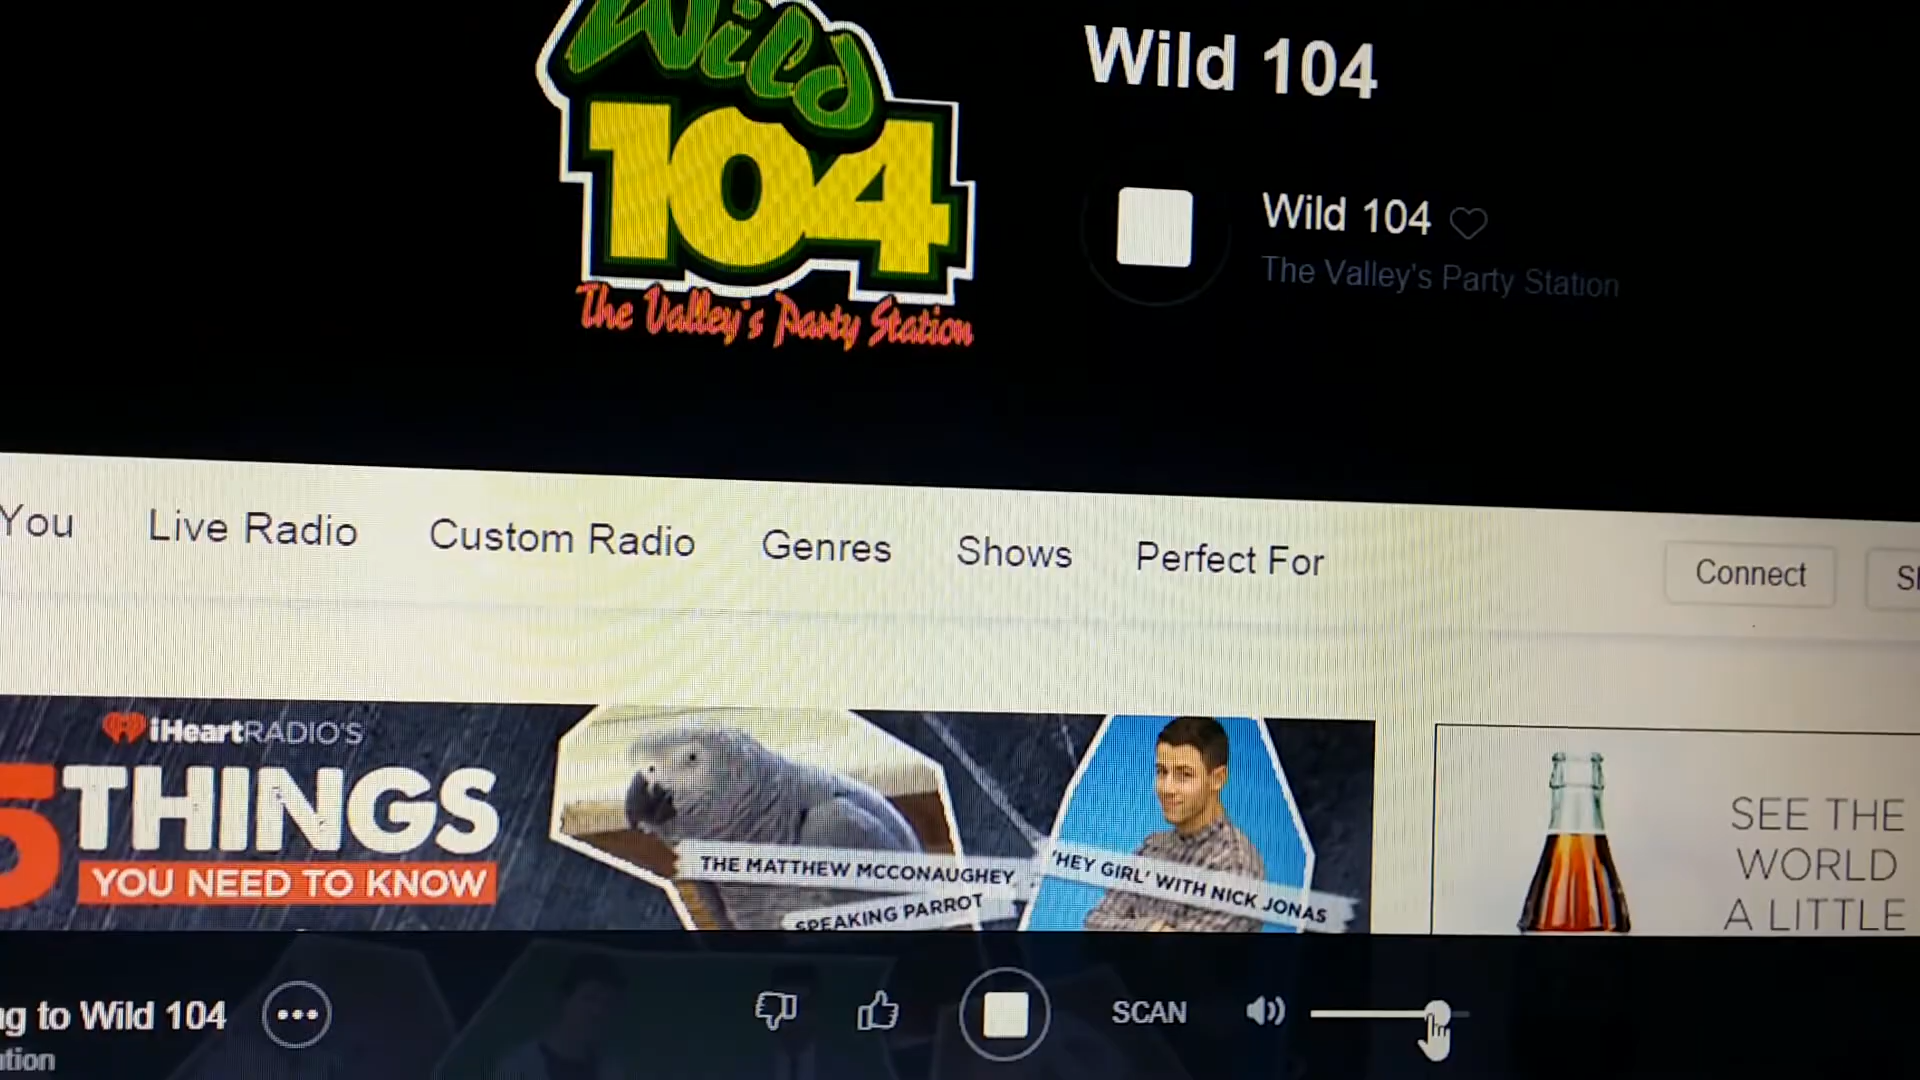 Wild
104
The Valley's Party Station
Wild 104
Wild 104
The Valley's Party Station
You
Live Radio
Custom Radio
Genres
Shows
Perfect For
Connect
iHeartRADIO'S
5 THINGS
YOU NEED TO KNOW
THE MATTHEW MCCONAUGHEY
SPEAKING PARROT
'HEY GIRL' WITH NICK JONAS
SEE THE
WORLD
A LITTLE
to Wild 104
SCAN